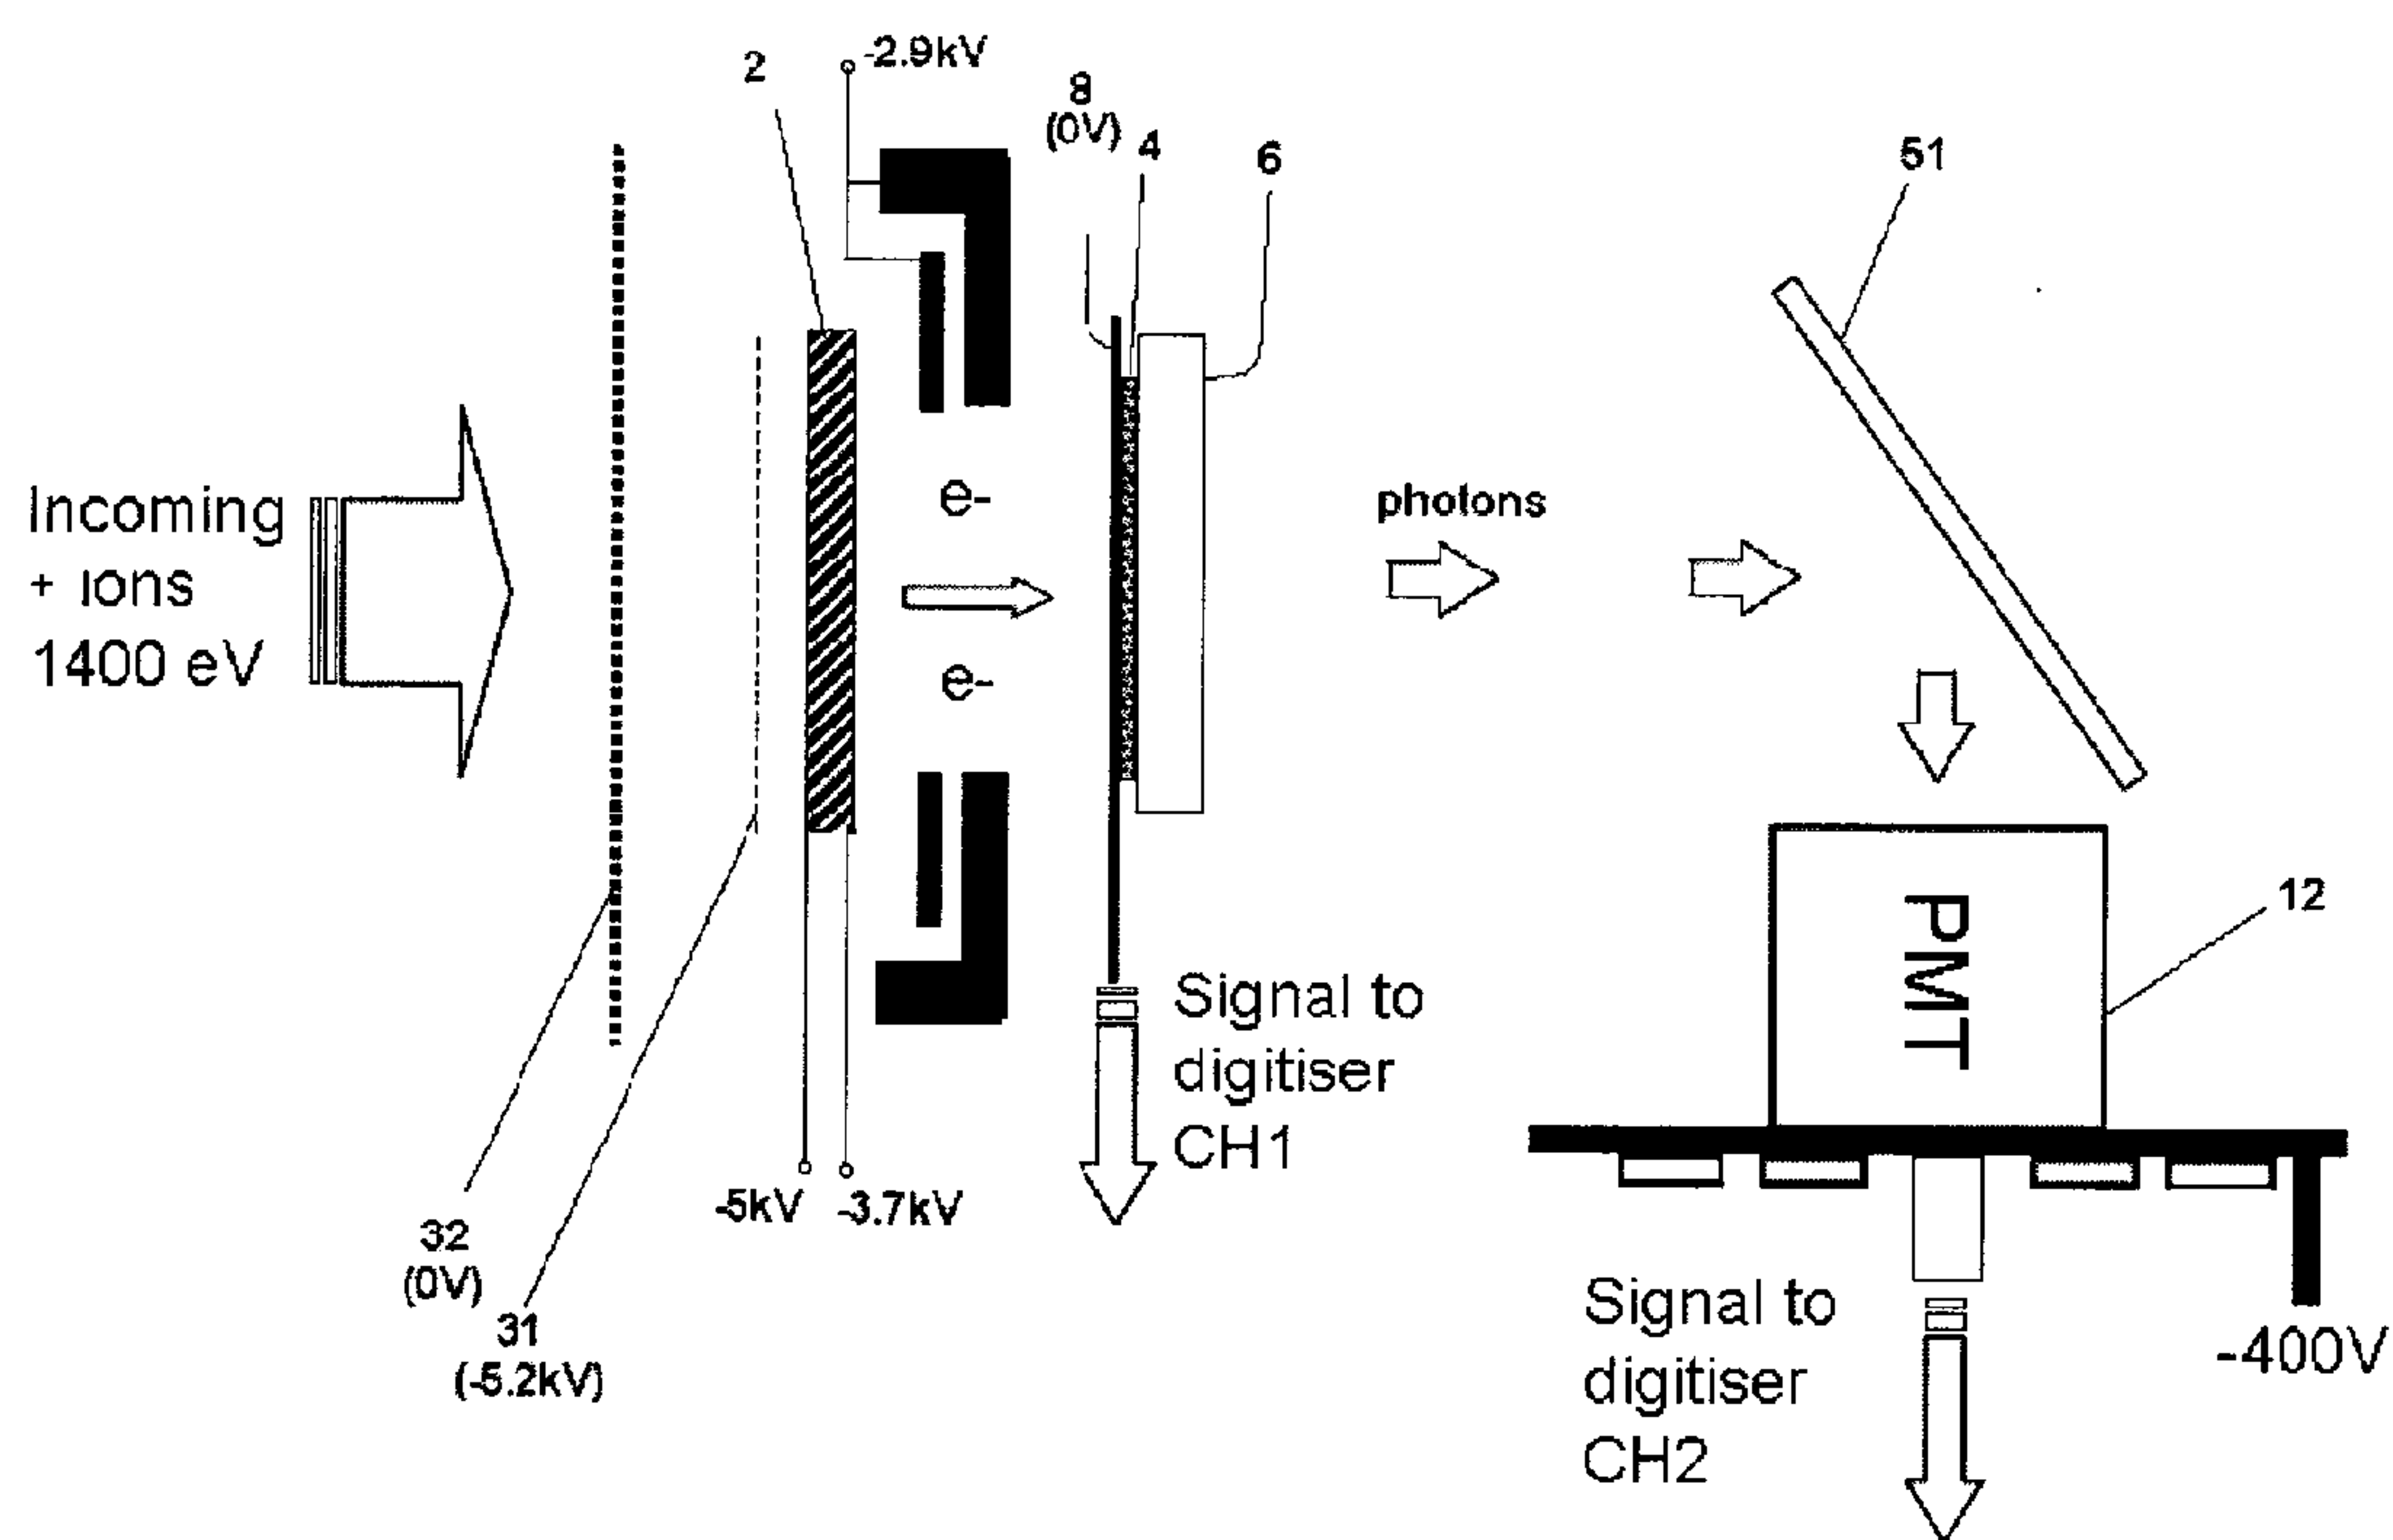 2
-2.9kV
8
(0V)
4
6
51
Incoming
+ Ions
1400 eV
e-
e-
photons
PMT
12
Signal to
digitiser
CH1
-5kV
-3.7kV
32
(0V)
31
(-5.2kV)
Signal to
digitiser
CH2
-400V